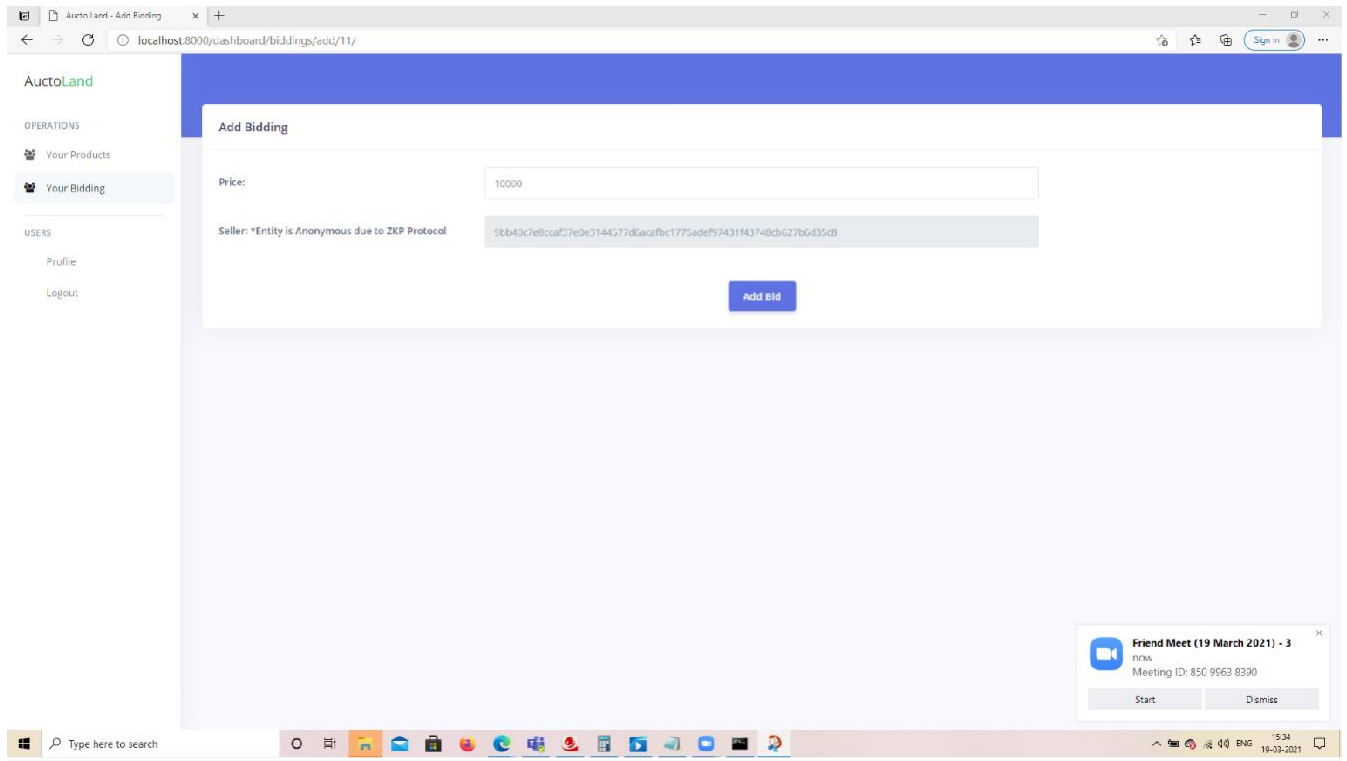 Aucto Land - Add Bidding
localhost:8000/dashboard/biddings/add/11/
Sign in
AuctoLand
OPERATIONS
Your Products
Your Bidding
USERS
Profile
Logout
Add Bidding
Price:
10000
Seller: *Entity is Anonymous due to ZKP Protocol
Add Bid
Friend Meet (19 March 2021) - 3
now
Meeting ID: 850 9963 8390
Start
Dismiss
Type here to search
ENG
15:34
19-03-2021